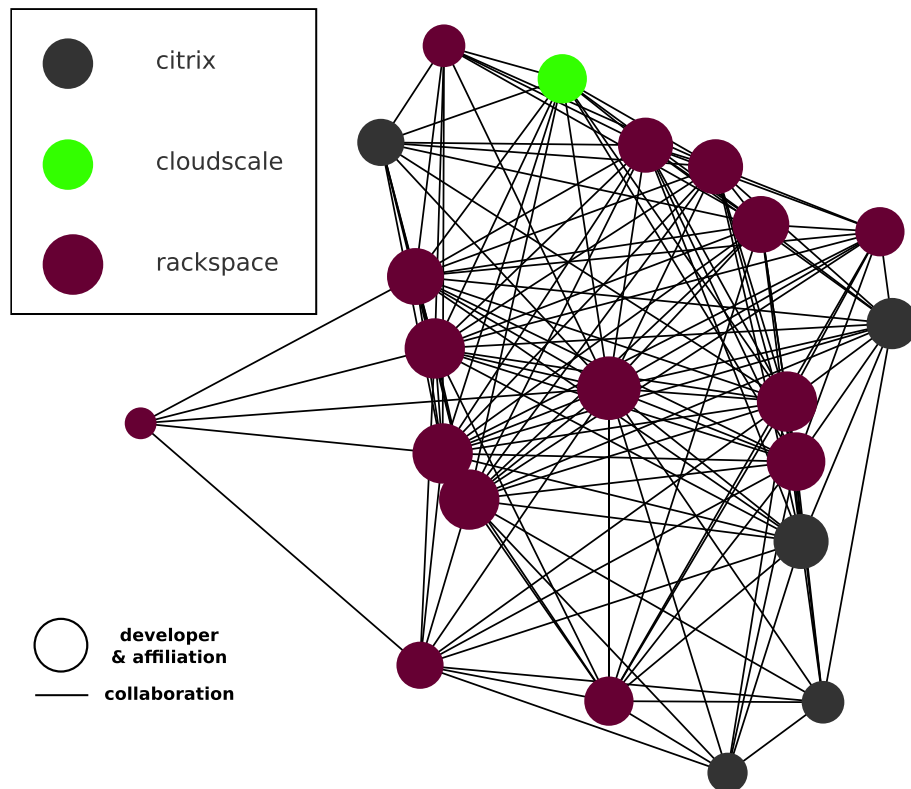 citrix
cloudscale
rackspace
developer
& affiliation
collaboration